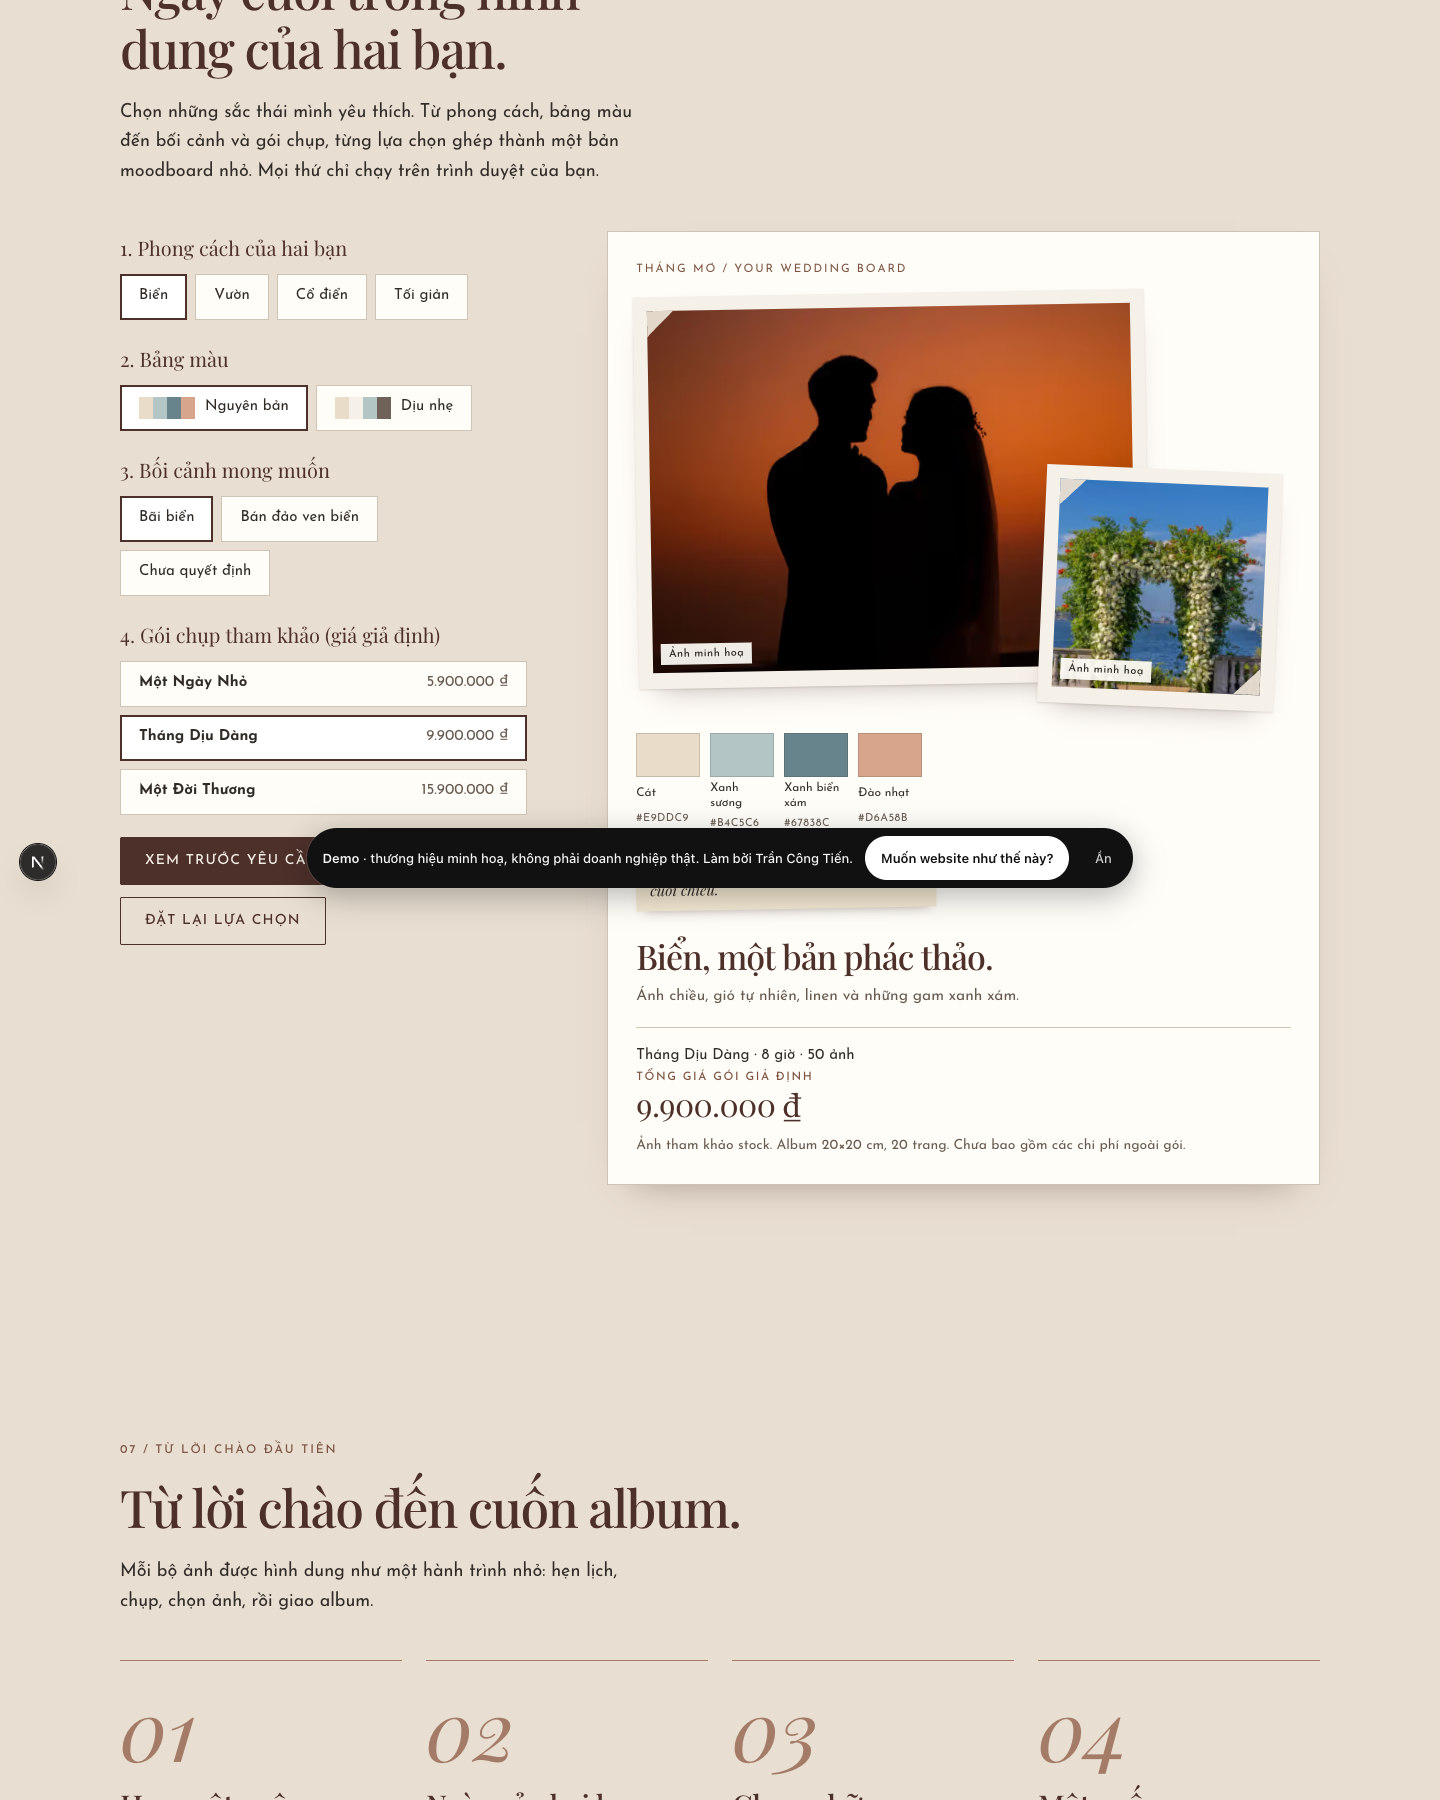 dung của hai bạn.
Chọn những sắc thái mình yêu thích. Từ phong cách, bảng màu
đến bối cảnh và gói chụp, từng lựa chọn ghép thành một bản
moodboard nhỏ. Mọi thứ chỉ chạy trên trình duyệt của bạn.
1. Phong cách của hai bạn
Biển
Vườn
Cổ điển
Tối giản
2. Bảng màu
Nguyên bản
Dịu nhẹ
3. Bối cảnh mong muốn
Bãi biển
Bán đảo ven biển
Chưa quyết định
4. Gói chụp tham khảo (giá giả định)
Một Ngày Nhỏ 5.900.000 ₫
Tháng Dịu Dàng 9.900.000 ₫
Một Đời Thương 15.900.000 ₫
XEM TRƯỚC YÊU CẦ
ĐẶT LẠI LỰA CHỌN
THÁNG MƠ / YOUR WEDDING BOARD
Ảnh minh hoạ
Ảnh minh hoạ
Cát
#E9DDC9
Xanh
sương
#B4C5C6
Xanh biển
xám
#67838C
Đào nhạt
#D6A58B
Demo · thương hiệu minh hoạ, không phải doanh nghiệp thật. Làm bởi Trần Công Tiến.
Muốn website như thế này?
Ẩn
cuối chiều.
Biển, một bản phác thảo.
Ánh chiều, gió tự nhiên, linen và những gam xanh xám.
Tháng Dịu Dàng · 8 giờ · 50 ảnh
TỔNG GIÁ GÓI GIẢ ĐỊNH
9.900.000 ₫
Ảnh tham khảo stock. Album 20×20 cm, 20 trang. Chưa bao gồm các chi phí ngoài gói.
07 / TỪ LỜI CHÀO ĐẦU TIÊN
Từ lời chào đến cuốn album.
Mỗi bộ ảnh được hình dung như một hành trình nhỏ: hẹn lịch,
chụp, chọn ảnh, rồi giao album.
01
02
03
04